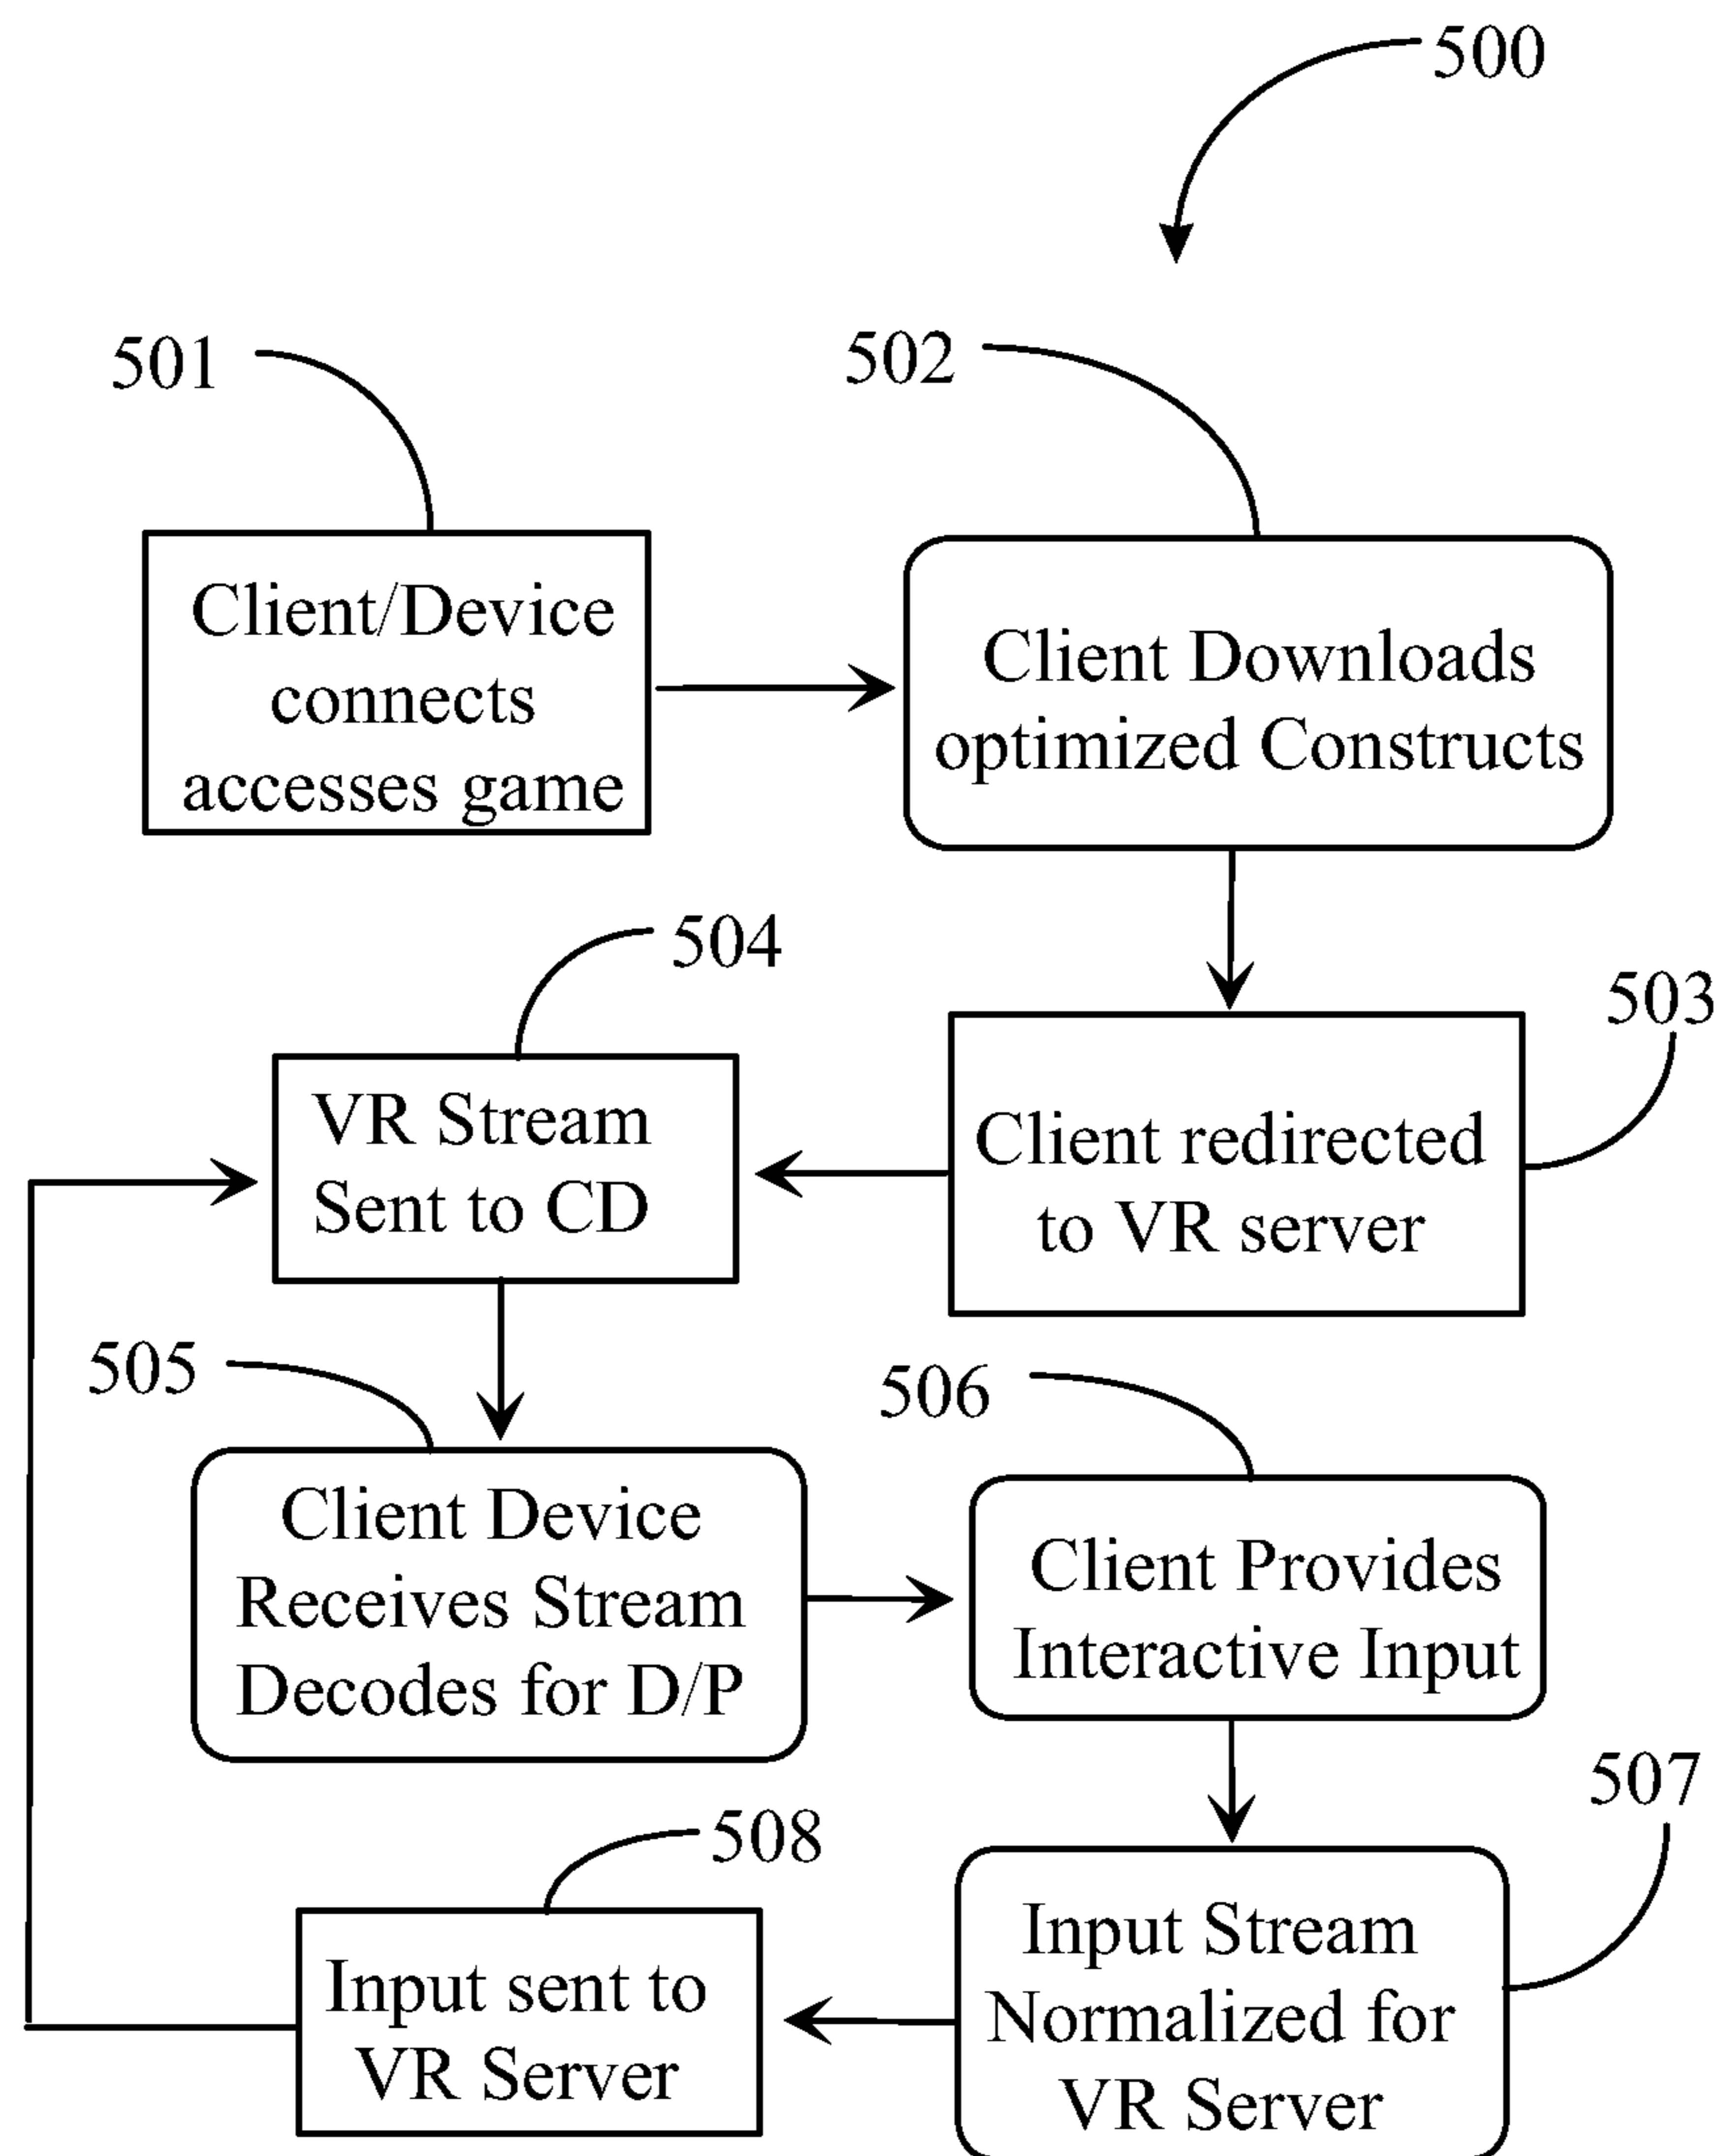 500
501
502
Client/Device
connects
accesses game
Client Downloads
optimized Constructs
504
503
VR Stream
Sent to CD
Client redirected
to VR server
505
506
Client Device
Receives Stream
Decodes for D/P
Client Provides
Interactive Input
507
508
Input sent to
VR Server
Input Stream
Normalized for
VR Server